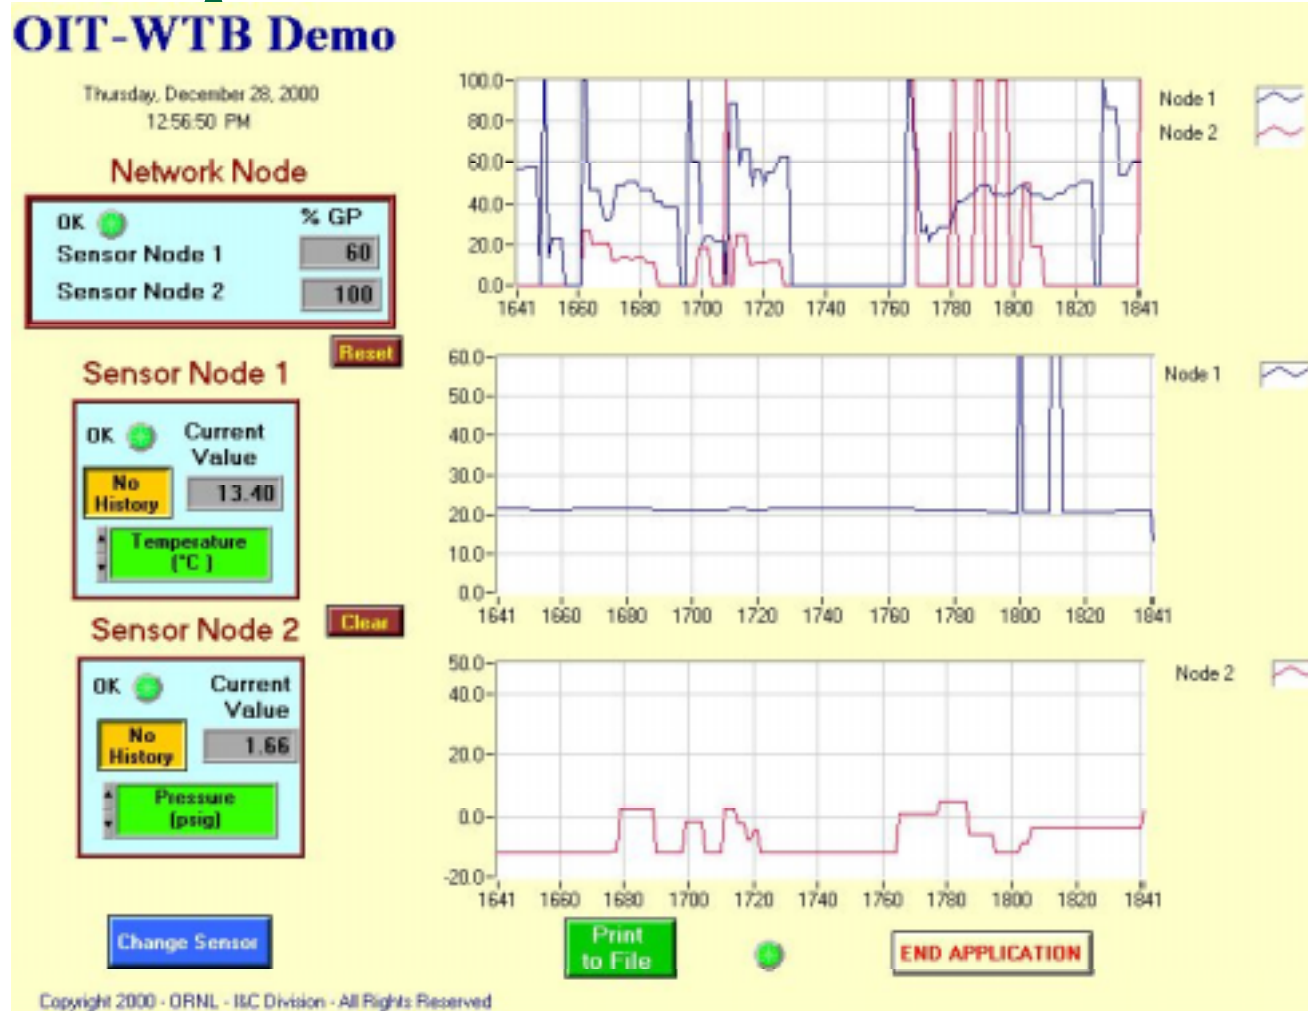 OIT-WTB Demo
Thursday, December 28, 2000
12:56:50 PM
Network Node
OK
% GP
Sensor Node 1
60
Sensor Node 2
100
Reset
Sensor Node 1
OK
Current
Value
No
History
13.40
Temperature
(°C )
Clear
Sensor Node 2
OK
Current
Value
No
History
1.66
Pressure
(psig)
Change Sensor
100.0
80.0
60.0
40.0
20.0
0.0
1641 1660 1680 1700 1720 1740 1760 1780 1800 1820 1841
Node 1
Node 2
60.0
50.0
40.0
30.0
20.0
10.0
0.0
1641 1660 1680 1700 1720 1740 1760 1780 1800 1820 1841
Node 1
50.0
40.0
20.0
0.0
-20.0
1641 1660 1680 1700 1720 1740 1760 1780 1800 1820 1841
Node 2
Print
to File
END APPLICATION
Copyright 2000 - ORNL - I&C Division - All Rights Reserved